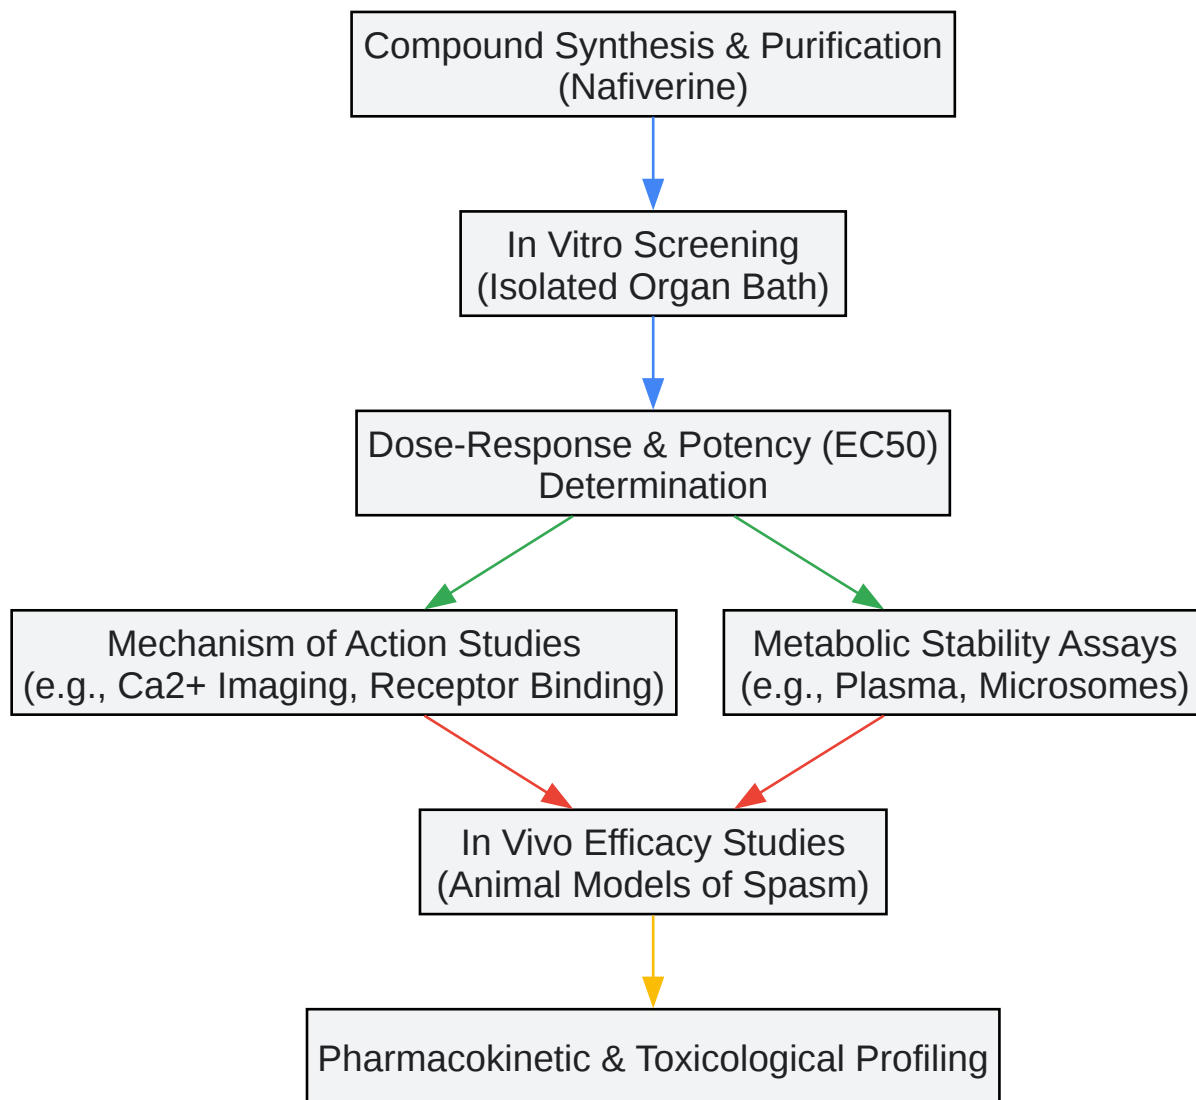 Compound Synthesis & Purification
(Nafiverine)
In Vitro Screening
(Isolated Organ Bath)
Dose-Response & Potency (EC50)
Determination
Mechanism of Action Studies
(e.g., Ca2+ Imaging, Receptor Binding)
Metabolic Stability Assays
(e.g., Plasma, Microsomes)
In Vivo Efficacy Studies
(Animal Models of Spasm)
Pharmacokinetic & Toxicological Profiling